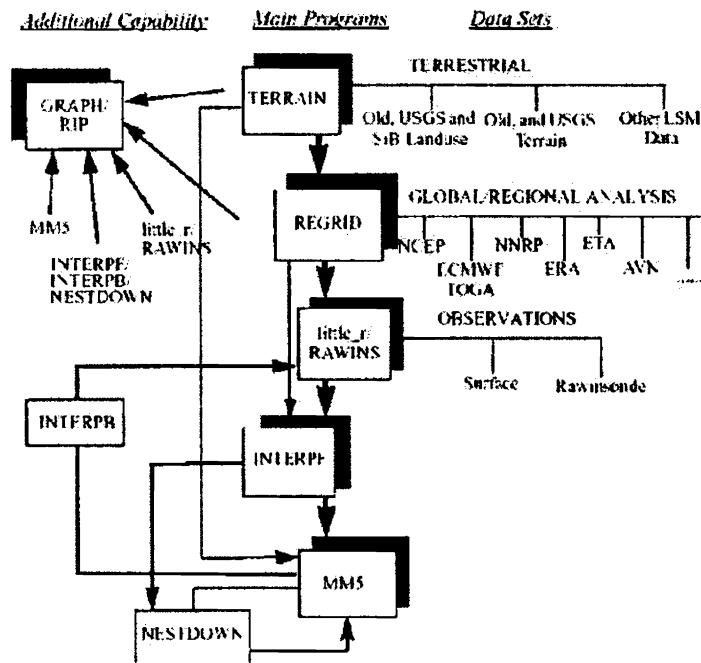 Additional Capability
Main Programs
Data Sets
GRAPH/
RIP
TERRAIN
TERRESTRIAL
Old, USGS and
SiB Landuse
Old, and USGS
Terrain
Other LSM
Data
MM5
INTERPF/
INTERPB/
NESTDOWN
little_r/
RAWINS
REGRID
GLOBAL/REGIONAL ANALYSIS
NCEP
ECMWF
TOGA
NNRP
ERA
ETA
AVN
little_r/
RAWINS
OBSERVATIONS
Surface
Rawinsonde
INTERPB
INTERPF
MM5
NESTDOWN